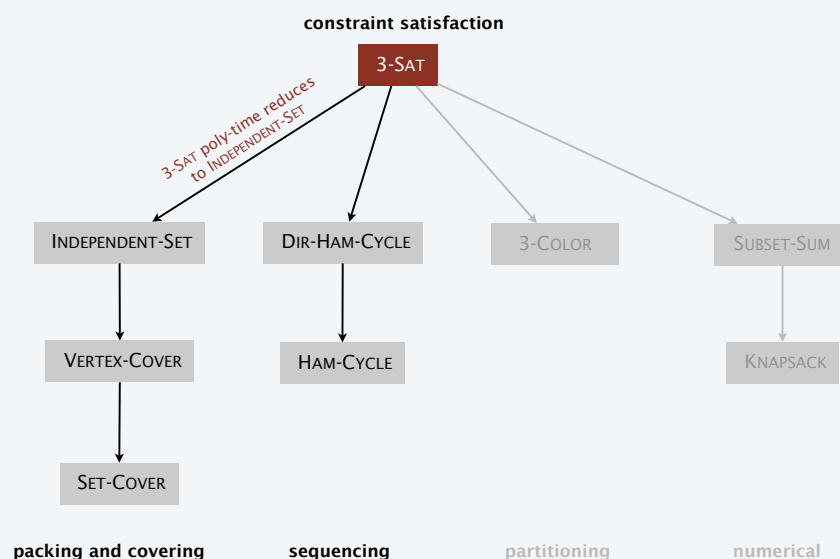 constraint satisfaction
3-SAT
3-SAT poly-time reduces
to INDEPENDENT-SET
INDEPENDENT-SET
DIR-HAM-CYCLE
3-COLOR
SUBSET-SUM
VERTEX-COVER
HAM-CYCLE
KNAPSACK
SET-COVER
packing and covering
sequencing
partitioning
numerical